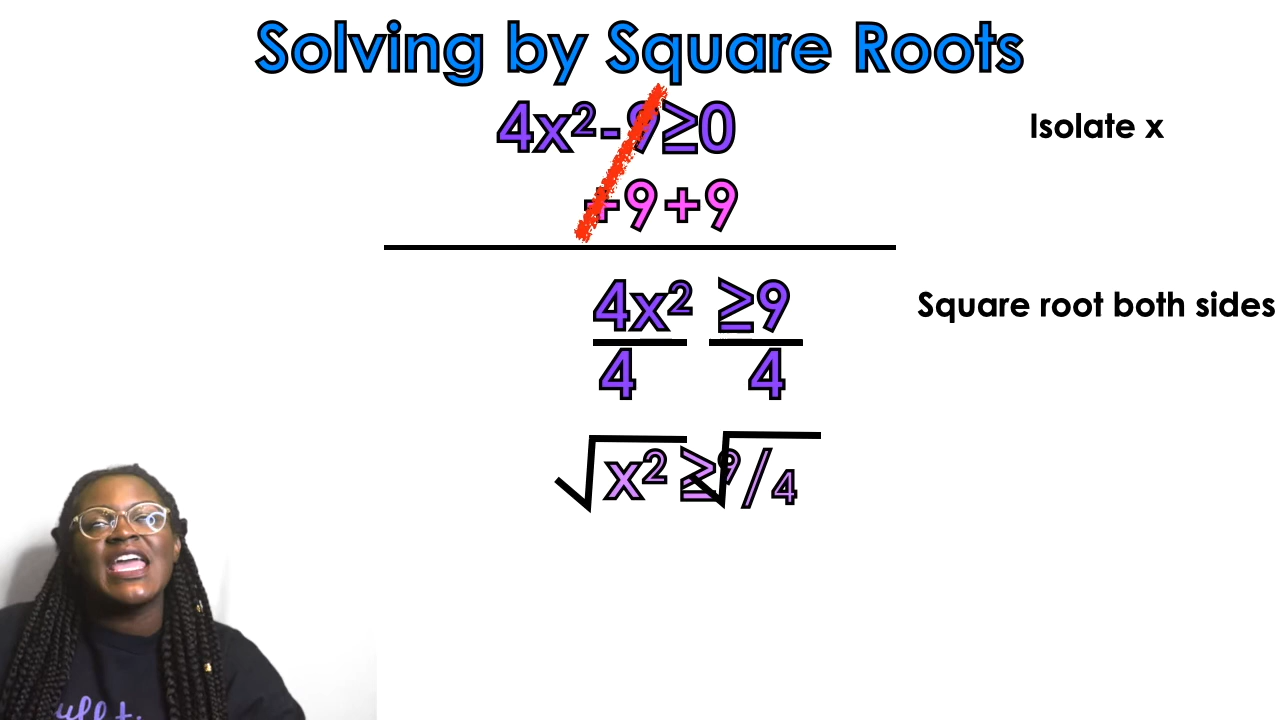 Solving by Square Roots
4x²-9≥0
Isolate x
+9+9
4x² ≥9
Square root both sides
4 4
√x² ≥√9/4